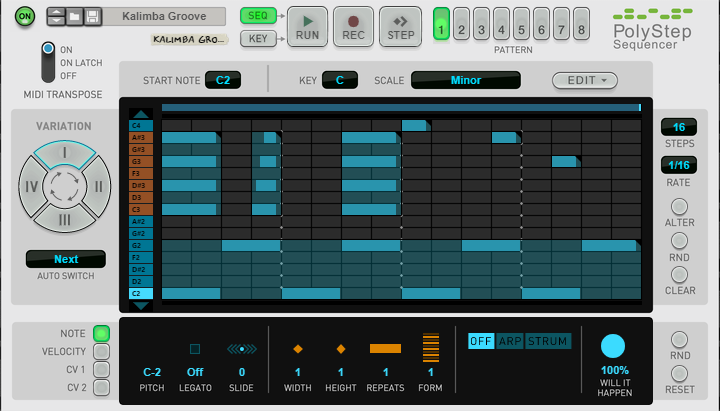 ON
Kalimba Groove
KALIMBA GRO...
SEQ
KEY
RUN
REC
STEP
1 2 3 4 5 6 7 8
PATTERN
PolyStep
Sequencer
ON
ON LATCH
OFF
MIDI TRANSPOSE
START NOTE C2
KEY C
SCALE Minor
EDIT
VARIATION
I
II
III
IV
Next
AUTO SWITCH
C4
A#3
G#3
G3
F3
D#3
D3
C3
A#2
G#2
G2
F2
D#2
D2
C2
16
STEPS
1/16
RATE
ALTER
RND
CLEAR
NOTE
VELOCITY
CV 1
CV 2
C-2
PITCH
Off
LEGATO
0
SLIDE
1
WIDTH
1
HEIGHT
1
REPEATS
1
FORM
OFF ARP STRUM
100%
WILL IT
HAPPEN
RND
RESET